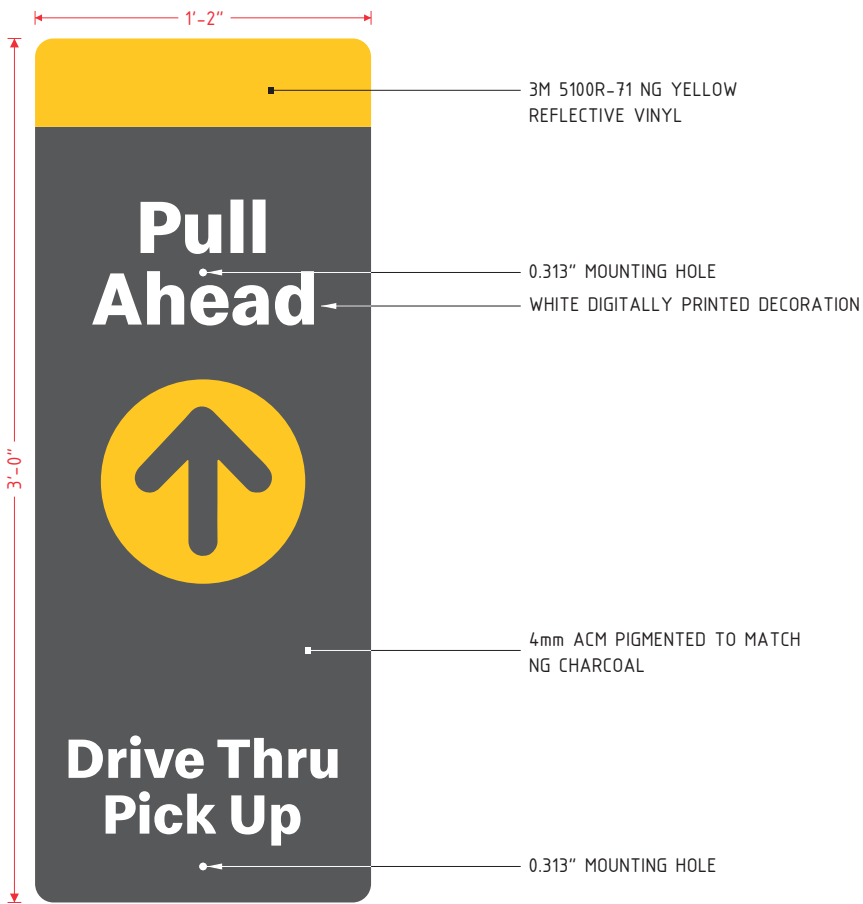 1'-2"
3M 5100R-71 NG YELLOW
REFLECTIVE VINYL
Pull
Ahead
0.313" MOUNTING HOLE
WHITE DIGITALLY PRINTED DECORATION
3'-0"
4mm ACM PIGMENTED TO MATCH
NG CHARCOAL
Drive Thru
Pick Up
0.313" MOUNTING HOLE